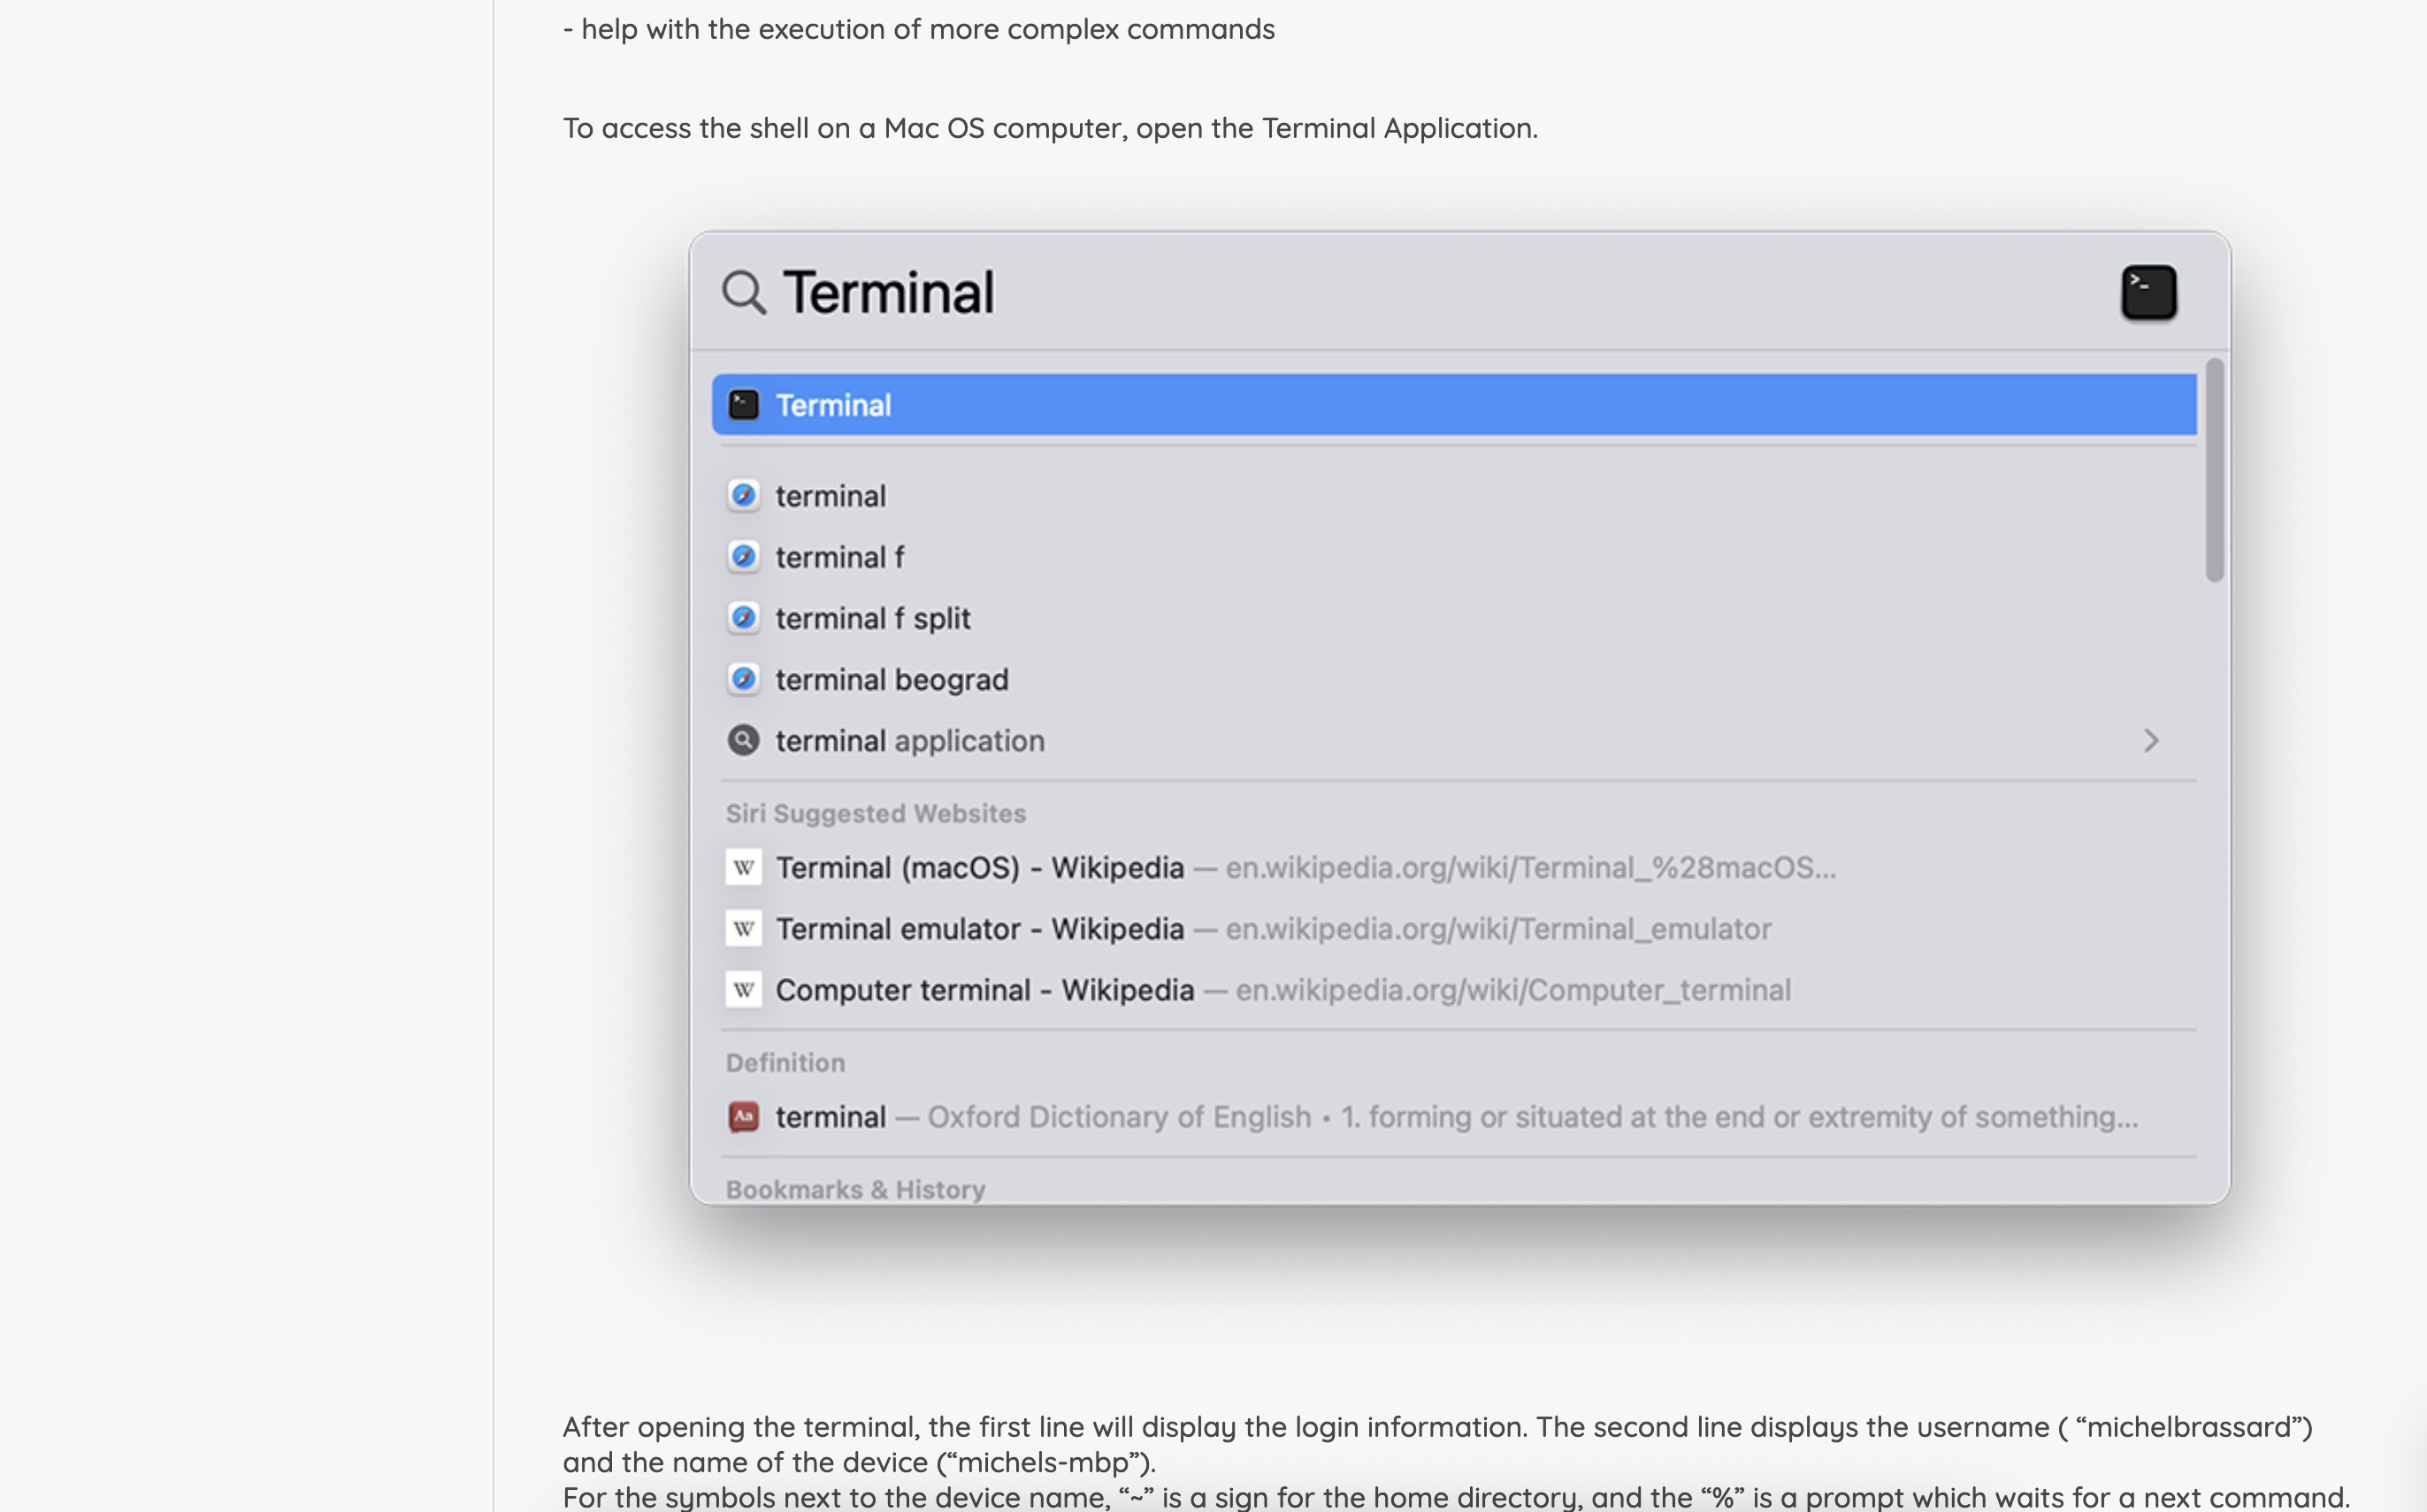 - help with the execution of more complex commands
To access the shell on a Mac OS computer, open the Terminal Application.
Terminal
Terminal
terminal
terminal f
terminal f split
terminal beograd
terminal application
Siri Suggested Websites
Terminal (macOS) - Wikipedia — en.wikipedia.org/wiki/Terminal_%28macOS...
Terminal emulator - Wikipedia — en.wikipedia.org/wiki/Terminal_emulator
Computer terminal - Wikipedia — en.wikipedia.org/wiki/Computer_terminal
Definition
terminal — Oxford Dictionary of English • 1. forming or situated at the end or extremity of something...
Bookmarks & History
After opening the terminal, the first line will display the login information. The second line displays the username ( “michelbrassard”)
and the name of the device (“michels-mbp”).
For the symbols next to the device name, “~” is a sign for the home directory, and the “%” is a prompt which waits for a next command.